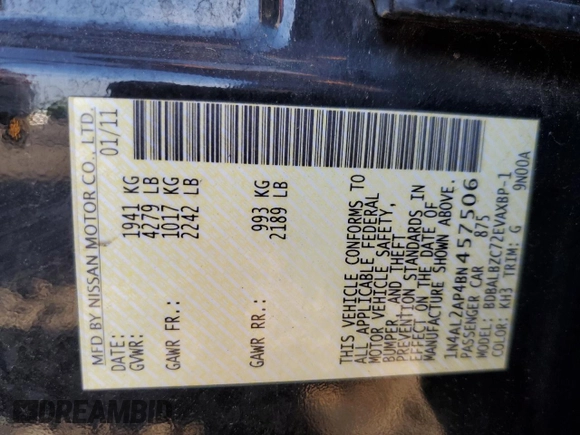 MFD BY NISSAN MOTOR CO., LTD.
DATE: 01/11
GVWR: 1941 KG
4279 LB
GAWR FR.: 1017 KG
2242 LB
GAWR RR.: 993 KG
2189 LB
THIS VEHICLE CONFORMS TO
ALL APPLICABLE FEDERAL
MOTOR VEHICLE SAFETY,
BUMPER, AND THEFT
PREVENTION STANDARDS IN
EFFECT ON THE DATE OF
MANUFACTURE SHOWN ABOVE.
1N4AL2AP4BN457506
PASSENGER CAR 875
MODEL: BDBALBZC72EVAXBP-1
COLOR: KH3 TRIM: G 9N00A
DREAMBID